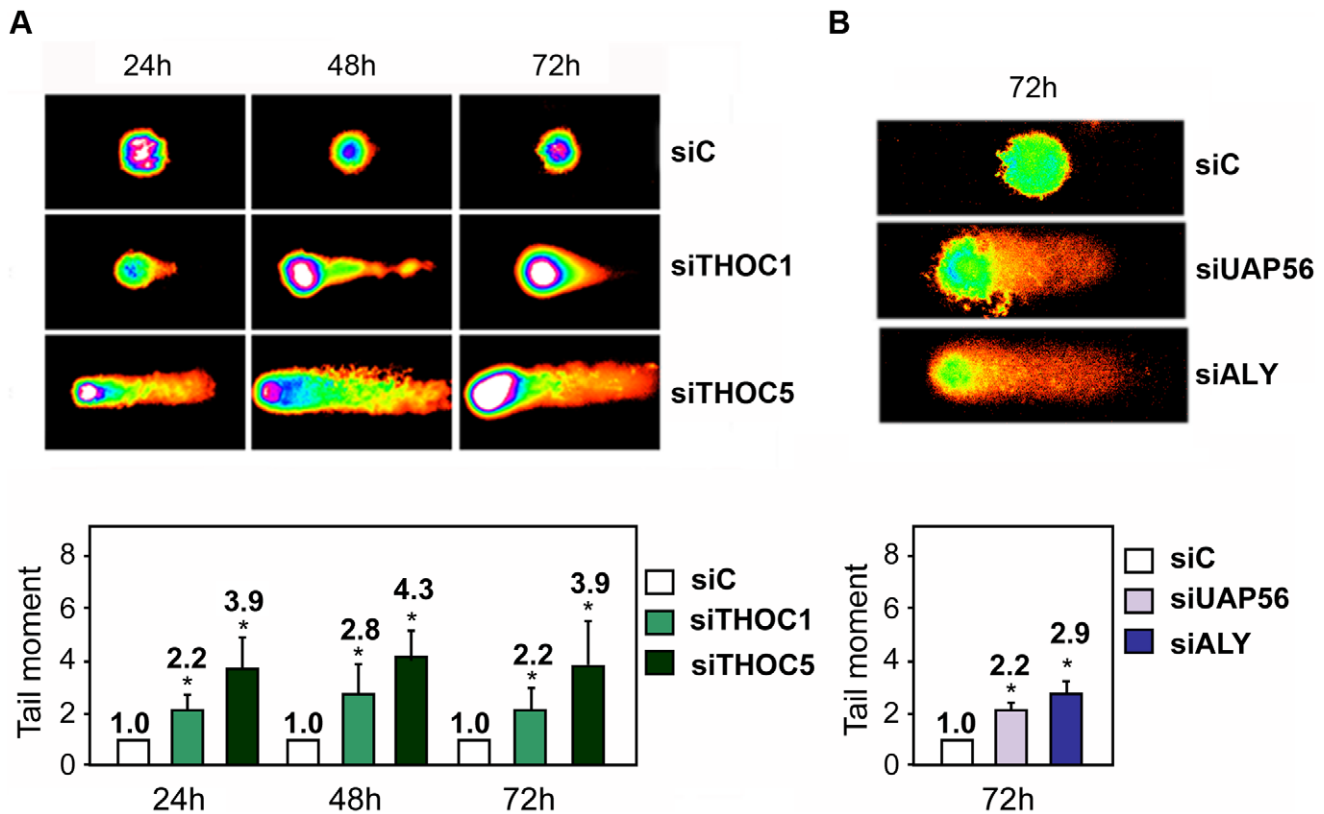 A
B
24h 48h 72h
72h
siC
siTHOC1
siTHOC5
siC
siUAP56
siALY
Tail moment
8
6
4
2
0
1.0 2.2 3.9
* *
1.0 2.8 4.3
* *
1.0 2.2 3.9
* *
24h 48h 72h
siC
siTHOC1
siTHOC5
Tail moment
8
6
4
2
0
1.0 2.2 2.9
* *
72h
siC
siUAP56
siALY